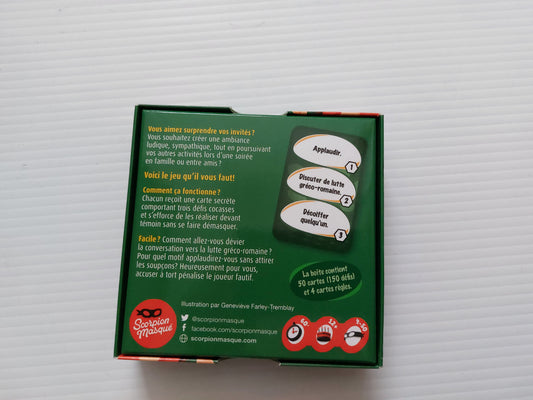 Vous aimez surprendre vos invités ?
Vous souhaitez créer une ambiance
ludique, sympathique, tout en poursuivant
vos autres activités lors d'une soirée
en famille ou entre amis ?
Voici le jeu qu'il vous faut!
Comment ça fonctionne ?
Chacun reçoit une carte secrète
comportant trois défis cocasses
et s'efforce de les réaliser devant
témoin sans se faire démasquer.
Facile ? Comment allez-vous dévier
la conversation vers la lutte gréco-romaine ?
Pour quel motif applaudirez-vous sans attirer
les soupçons? Heureusement pour vous,
accuser à tort pénalise le joueur fautif.
Applaudir.
1
Discuter de lutte
gréco-romaine.
2
Décoiffer
quelqu'un.
3
La boîte contient
50 cartes (150 défis)
et 4 cartes règles.
Illustration par Geneviève Farley-Tremblay
Scorpion
Masqué
@scorpionmasque
facebook.com/scorpionmasque
scorpionmasque.com